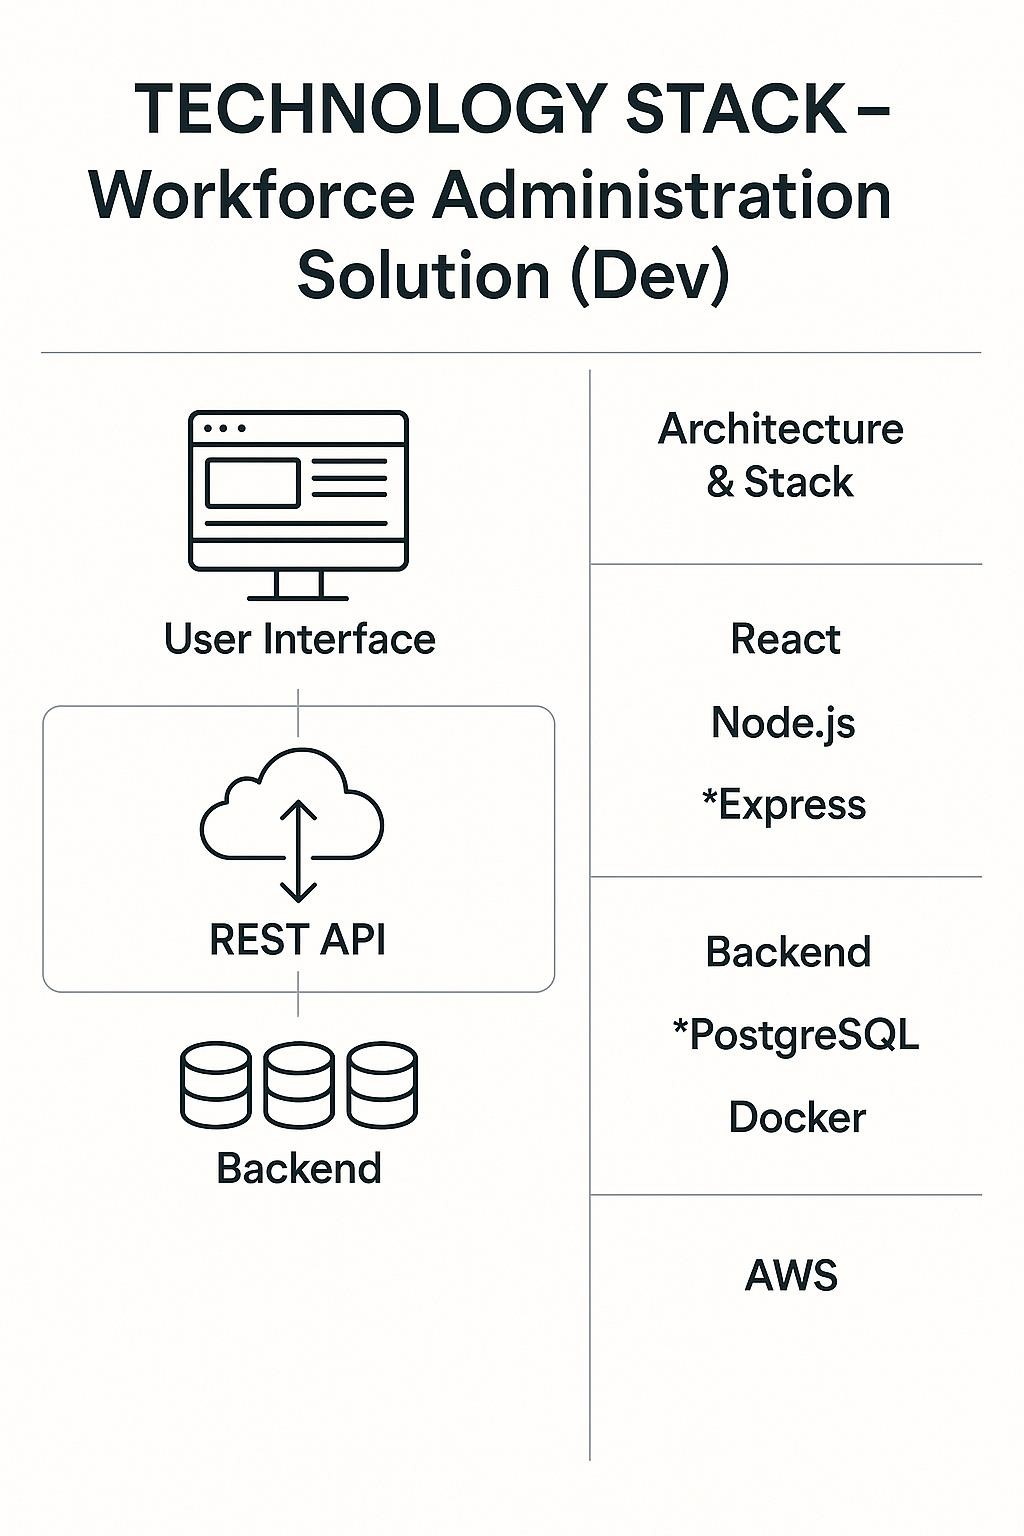 TECHNOLOGY STACK –
Workforce Administration
Solution (Dev)
User Interface
REST API
Backend
Architecture
& Stack
React
Node.js
*Express
Backend
*PostgreSQL
Docker
AWS